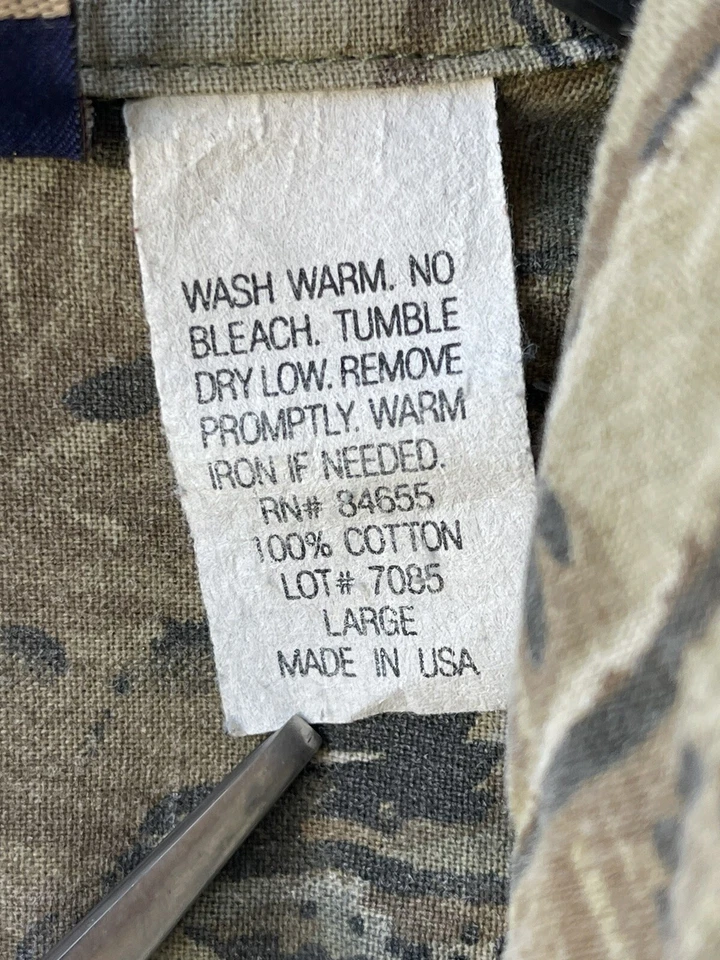 WASH WARM. NO
BLEACH. TUMBLE
DRY LOW. REMOVE
PROMPTLY. WARM
IRON IF NEEDED.
RN# 84655
100% COTTON
LOT# 7085
LARGE
MADE IN USA